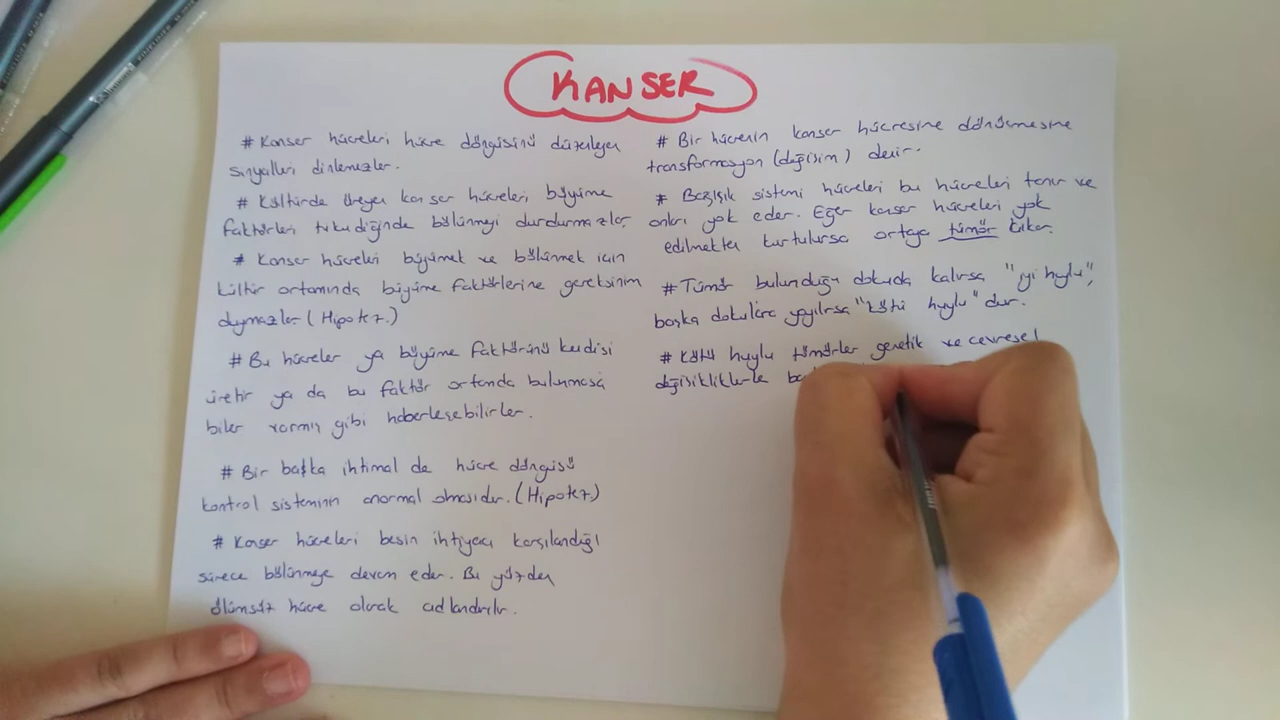 KANSER
# Kanser hücreleri hücre döngüsünü düzenleyen
sinyalleri dinlemezler.
# Kültürde üreyen kanser hücreleri büyüme
faktörleri tükendiğinde bölünmeyi durdurmazlar.
# Kanser hücreleri büyümek ve bölünmek için
kültür ortamında büyüme faktörlerine gereksinim
duymazlar (Hipotez.)
# Bu hücreler ya büyüme faktörünü kendisi
üretir ya da bu faktör ortamda bulunmasa
bile varmış gibi haberleşebilirler.
# Bir başka ihtimal de hücre döngüsü
kontrol sisteminin anormal olmasıdır. (Hipotez)
# Kanser hücreleri besin ihtiyacı karşılandığı
sürece bölünmeye devam eder. Bu yüzden
ölümsüz hücre olarak adlandırılır.
# Bir hücrenin kanser hücresine dönüşmesine
transformasyon (değişim) denir.
# Bağışık sistemi hücreleri bu hücreleri tanır ve
onları yok eder. Eğer kanser hücreleri yok
edilmekten kurtulursa ortaya tümör çıkar.
# Tümör bulunduğu dokuda kalırsa "iyi huylu",
başka dokulara yayılırsa "kötü huylu" dur.
# Kötü huylu tümörler genetik ve çevresel
değişikliklerle